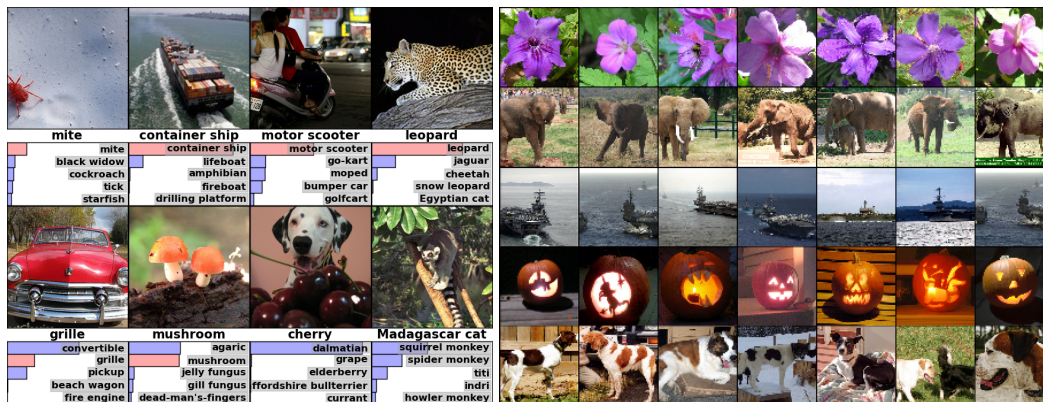 mite container ship motor scooter leopard
mite container ship motor scooter leopard
black widow lifeboat go-kart jaguar
cockroach amphibian moped cheetah
tick fireboat bumper car snow leopard
starfish drilling platform golfcart Egyptian cat
grille mushroom cherry Madagascar cat
convertible agaric dalmatian squirrel monkey
grille mushroom grape spider monkey
pickup jelly fungus elderberry titi
beach wagon gill fungus ffordshire bullterrier indri
fire engine dead-man's-fingers currant howler monkey